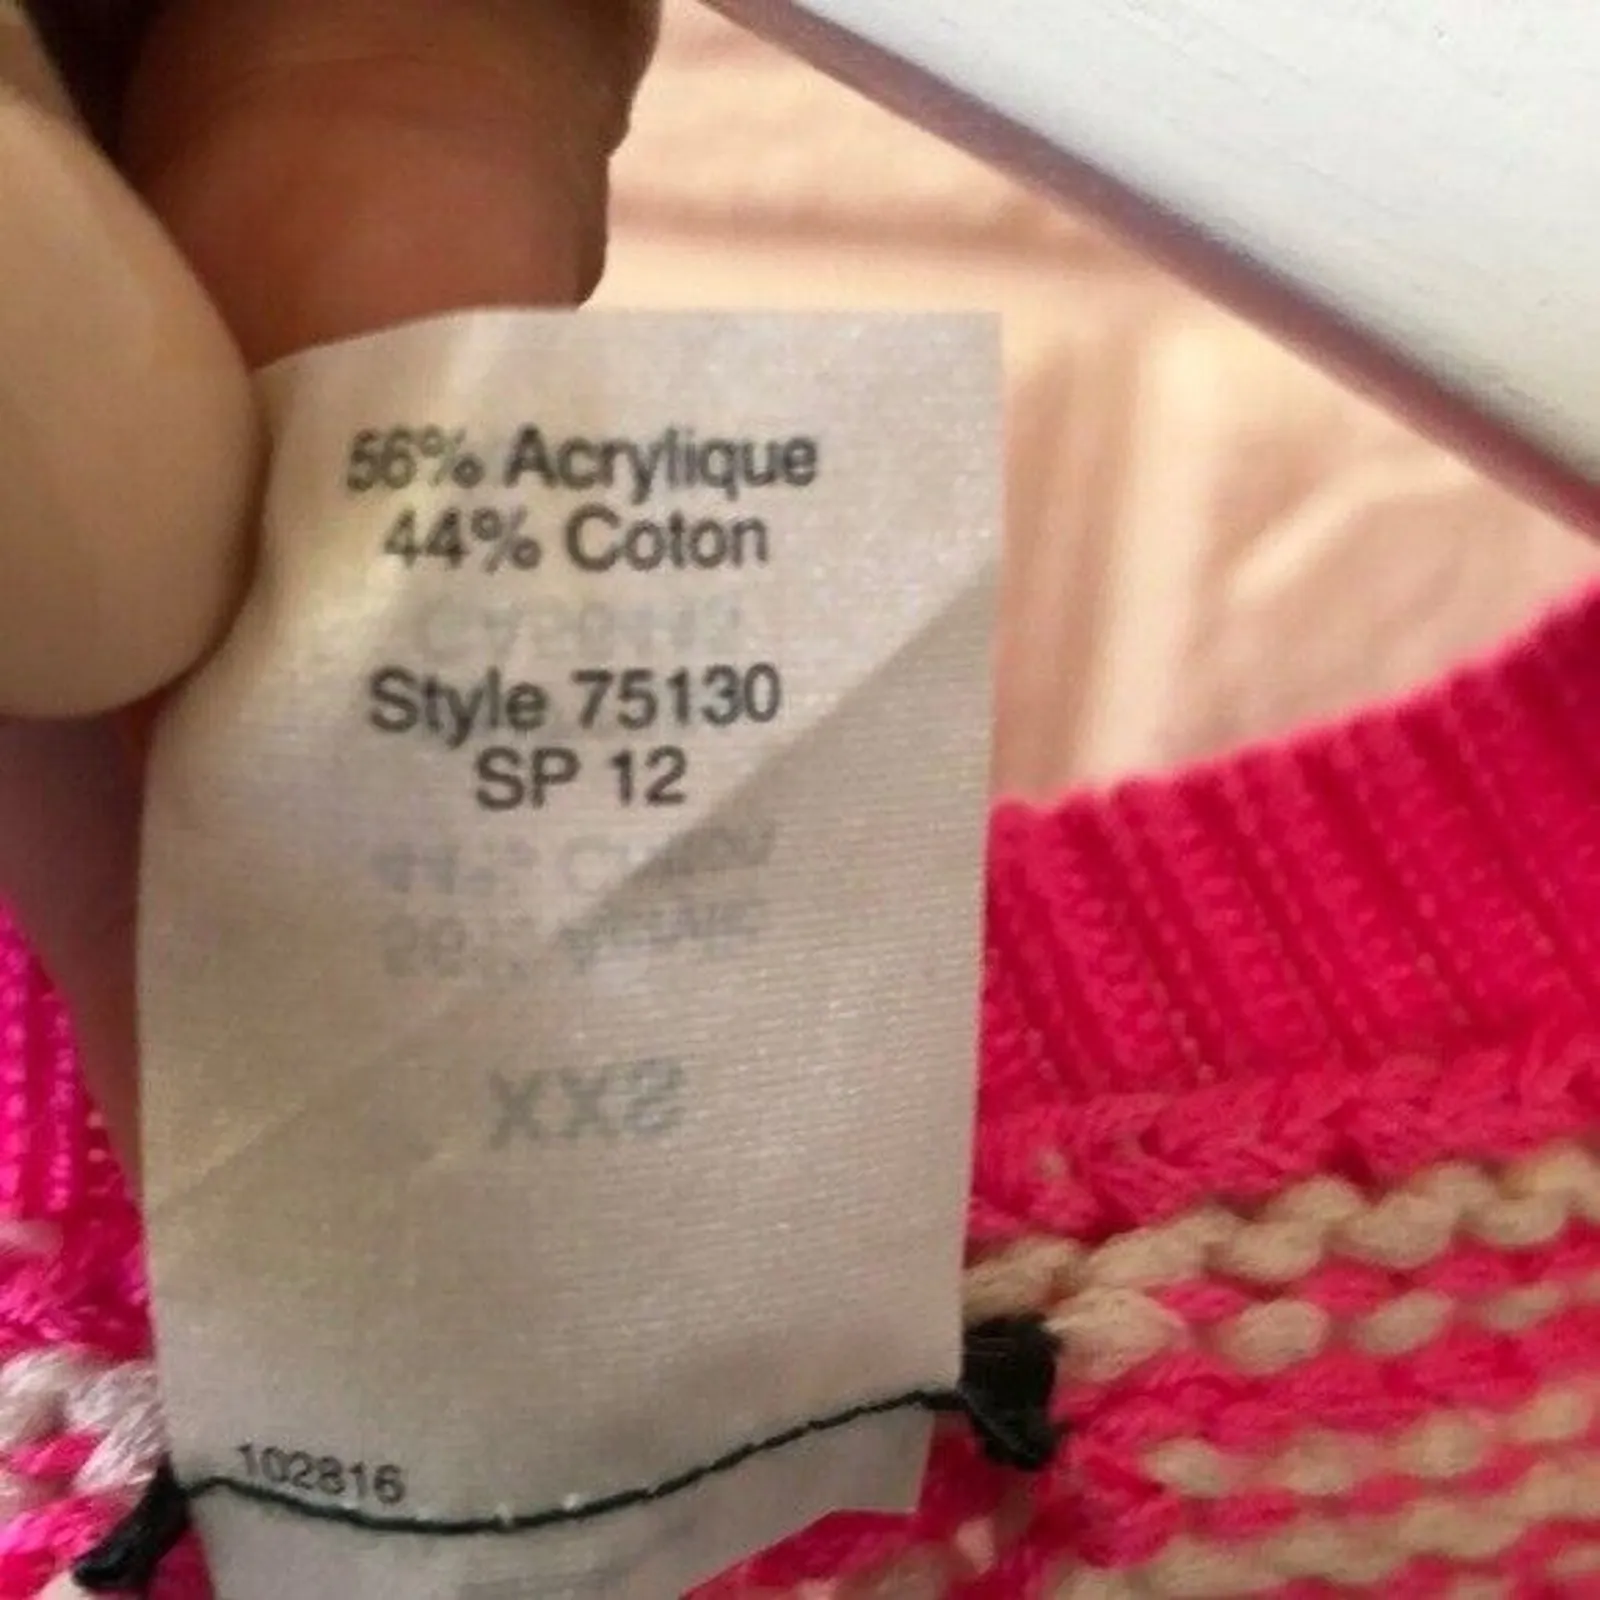 56% Acrylique
44% Coton
Style 75130
SP 12
XXS
102816